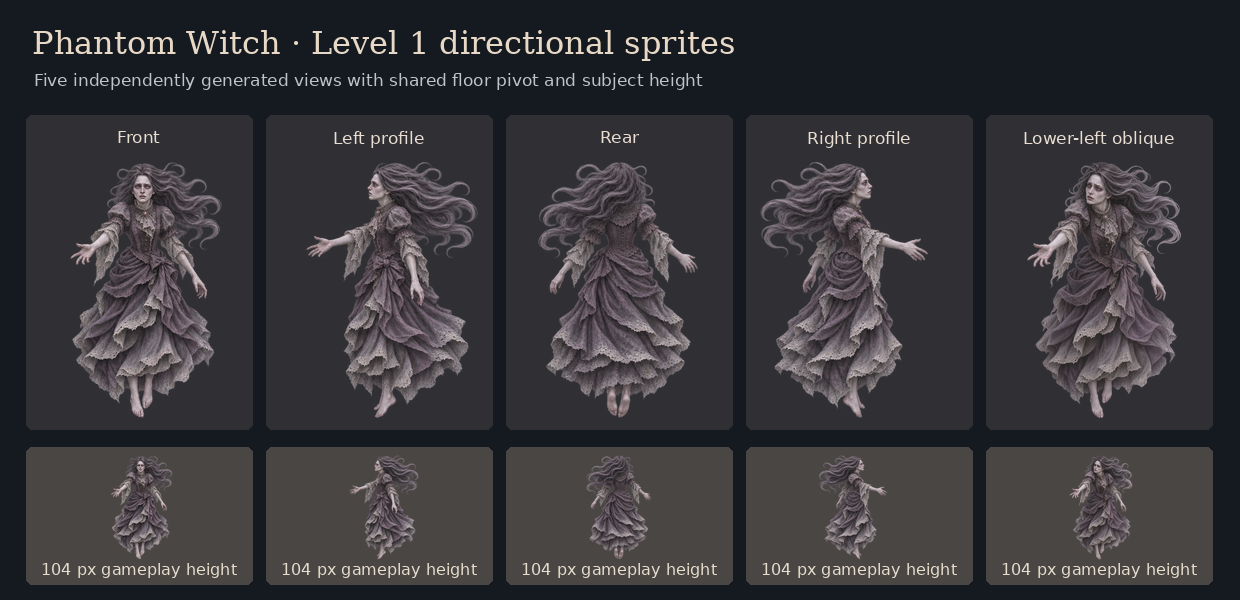 Phantom Witch · Level 1 directional sprites
Five independently generated views with shared floor pivot and subject height
Front
Left profile
Rear
Right profile
Lower-left oblique
104 px gameplay height
104 px gameplay height
104 px gameplay height
104 px gameplay height
104 px gameplay height